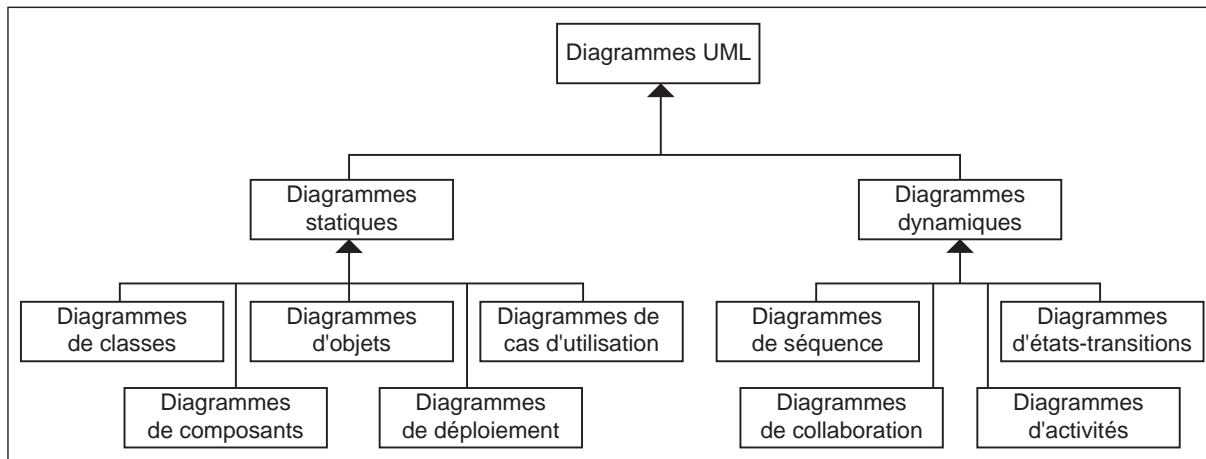 Diagrammes UML
Diagrammes
statiques
Diagrammes
dynamiques
Diagrammes
de classes
Diagrammes
d'objets
Diagrammes de
cas d'utilisation
Diagrammes
de séquence
Diagrammes
d'états-transitions
Diagrammes
de composants
Diagrammes
de déploiement
Diagrammes
de collaboration
Diagrammes
d'activités